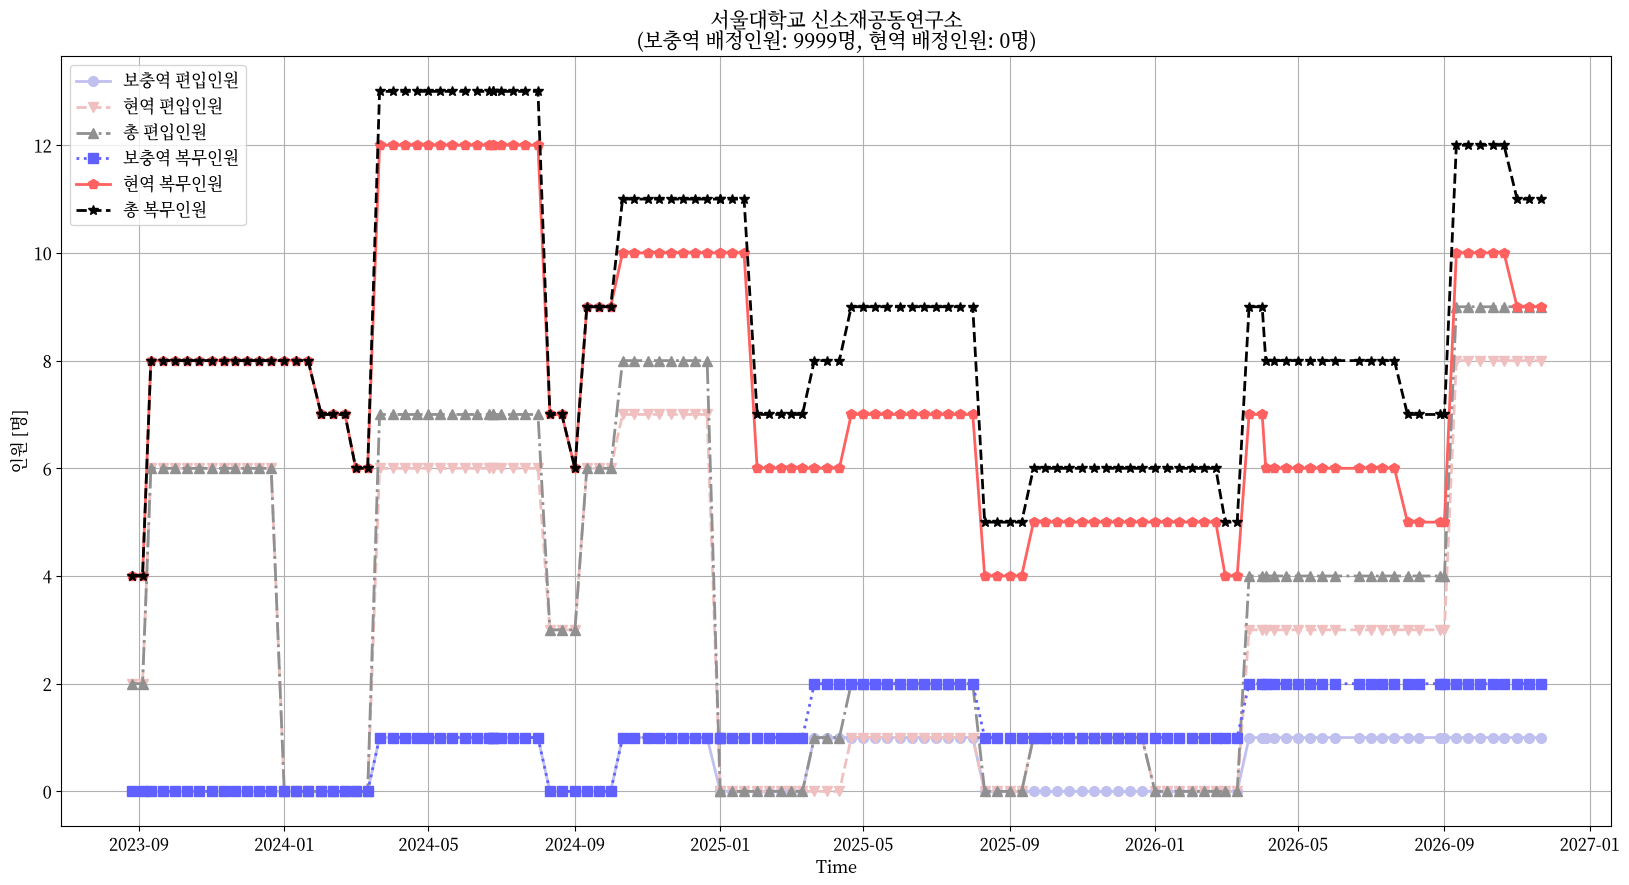 서울대학교 신소재공동연구소
(보충역 배정인원: 9999명, 현역 배정인원: 0명)
보충역 편입인원
현역 편입인원
총 편입인원
보충역 복무인원
현역 복무인원
총 복무인원
인원 [명]
12
10
8
6
4
2
0
2023-09
2024-01
2024-05
2024-09
2025-01
2025-05
2025-09
2026-01
2026-05
2026-09
2027-01
Time